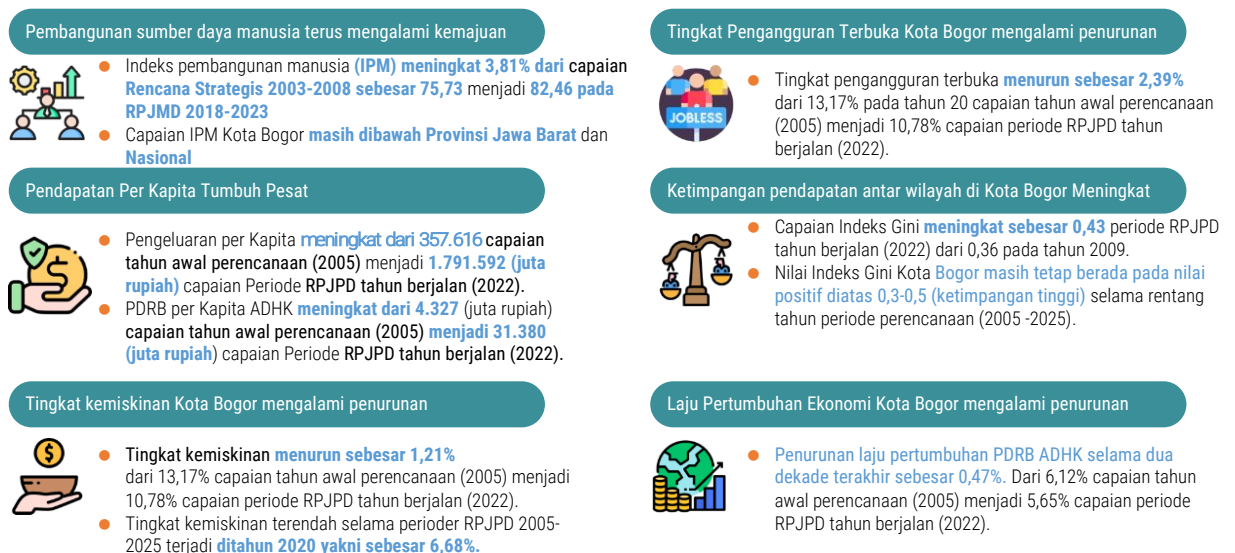 Pembangunan sumber daya manusia terus mengalami kemajuan
Indeks pembangunan manusia (IPM) meningkat 3,81% dari capaian
Rencana Strategis 2003-2008 sebesar 75,73 menjadi 82,46 pada
RPJMD 2018-2023
Capaian IPM Kota Bogor masih dibawah Provinsi Jawa Barat dan
Nasional
Pendapatan Per Kapita Tumbuh Pesat
Pengeluaran per Kapita meningkat dari 357.616 capaian
tahun awal perencanaan (2005) menjadi 1.791.592 (juta
rupiah) capaian Periode RPJPD tahun berjalan (2022).
PDRB per Kapita ADHK meningkat dari 4.327 (juta rupiah)
capaian tahun awal perencanaan (2005) menjadi 31.380
(juta rupiah) capaian Periode RPJPD tahun berjalan (2022).
Tingkat kemiskinan Kota Bogor mengalami penurunan
Tingkat kemiskinan menurun sebesar 1,21%
dari 13,17% capaian tahun awal perencanaan (2005) menjadi
10,78% capaian periode RPJPD tahun berjalan (2022).
Tingkat kemiskinan terendah selama perioder RPJPD 2005-
2025 terjadi ditahun 2020 yakni sebesar 6,68%.
Tingkat Pengangguran Terbuka Kota Bogor mengalami penurunan
JOBLESS
Tingkat pengangguran terbuka menurun sebesar 2,39%
dari 13,17% pada tahun 20 capaian tahun awal perencanaan
(2005) menjadi 10,78% capaian periode RPJPD tahun
berjalan (2022).
Ketimpangan pendapatan antar wilayah di Kota Bogor Meningkat
Capaian Indeks Gini meningkat sebesar 0,43 periode RPJPD
tahun berjalan (2022) dari 0,36 pada tahun 2009.
Nilai Indeks Gini Kota Bogor masih tetap berada pada nilai
positif diatas 0,3-0,5 (ketimpangan tinggi) selama rentang
tahun periode perencanaan (2005 -2025).
Laju Pertumbuhan Ekonomi Kota Bogor mengalami penurunan
Penurunan laju pertumbuhan PDRB ADHK selama dua
dekade terakhir sebesar 0,47%. Dari 6,12% capaian tahun
awal perencanaan (2005) menjadi 5,65% capaian periode
RPJPD tahun berjalan (2022).